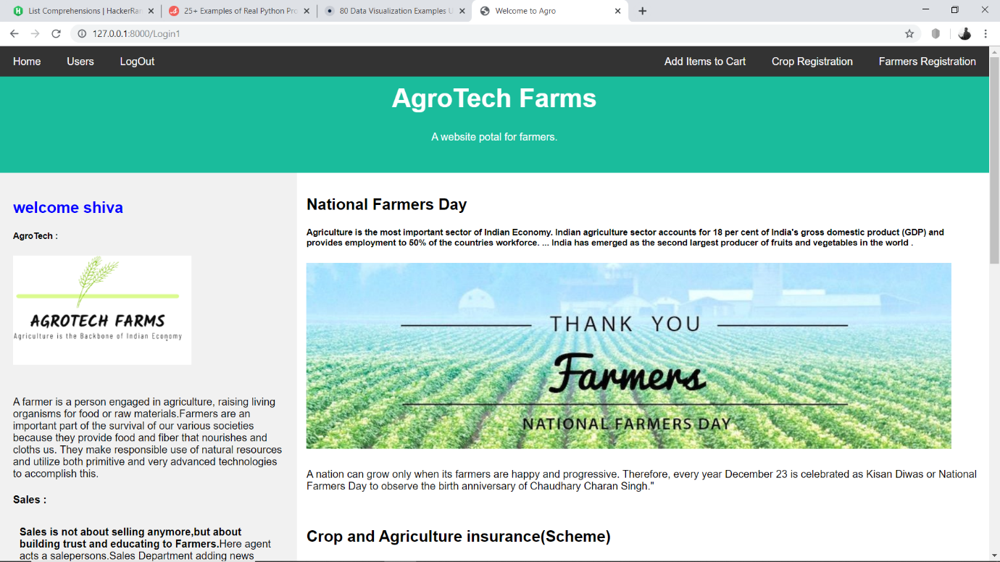 List Comprehensions | HackerRan
25+ Examples of Real Python Pro
80 Data Visualization Examples U
Welcome to Agro
127.0.0.1:8000/Login1
Home Users LogOut Add Items to Cart Crop Registration Farmers Registration
AgroTech Farms
A website potal for farmers.
welcome shiva
AgroTech :
AGROTECH FARMS
Agriculture is the Backbone of Indian Economy
A farmer is a person engaged in agriculture, raising living
organisms for food or raw materials.Farmers are an
important part of the survival of our various societies
because they provide food and fiber that nourishes and
cloths us. They make responsible use of natural resources
and utilize both primitive and very advanced technologies
to accomplish this.
Sales :
Sales is not about selling anymore,but about
building trust and educating to Farmers.Here agent
acts a salepersons.Sales Department adding news
National Farmers Day
Agriculture is the most important sector of Indian Economy. Indian agriculture sector accounts for 18 per cent of India's gross domestic product (GDP) and
provides employment to 50% of the countries workforce. ... India has emerged as the second largest producer of fruits and vegetables in the world .
THANK YOU
Farmers
NATIONAL FARMERS DAY
A nation can grow only when its farmers are happy and progressive. Therefore, every year December 23 is celebrated as Kisan Diwas or National
Farmers Day to observe the birth anniversary of Chaudhary Charan Singh."
Crop and Agriculture insurance(Scheme)